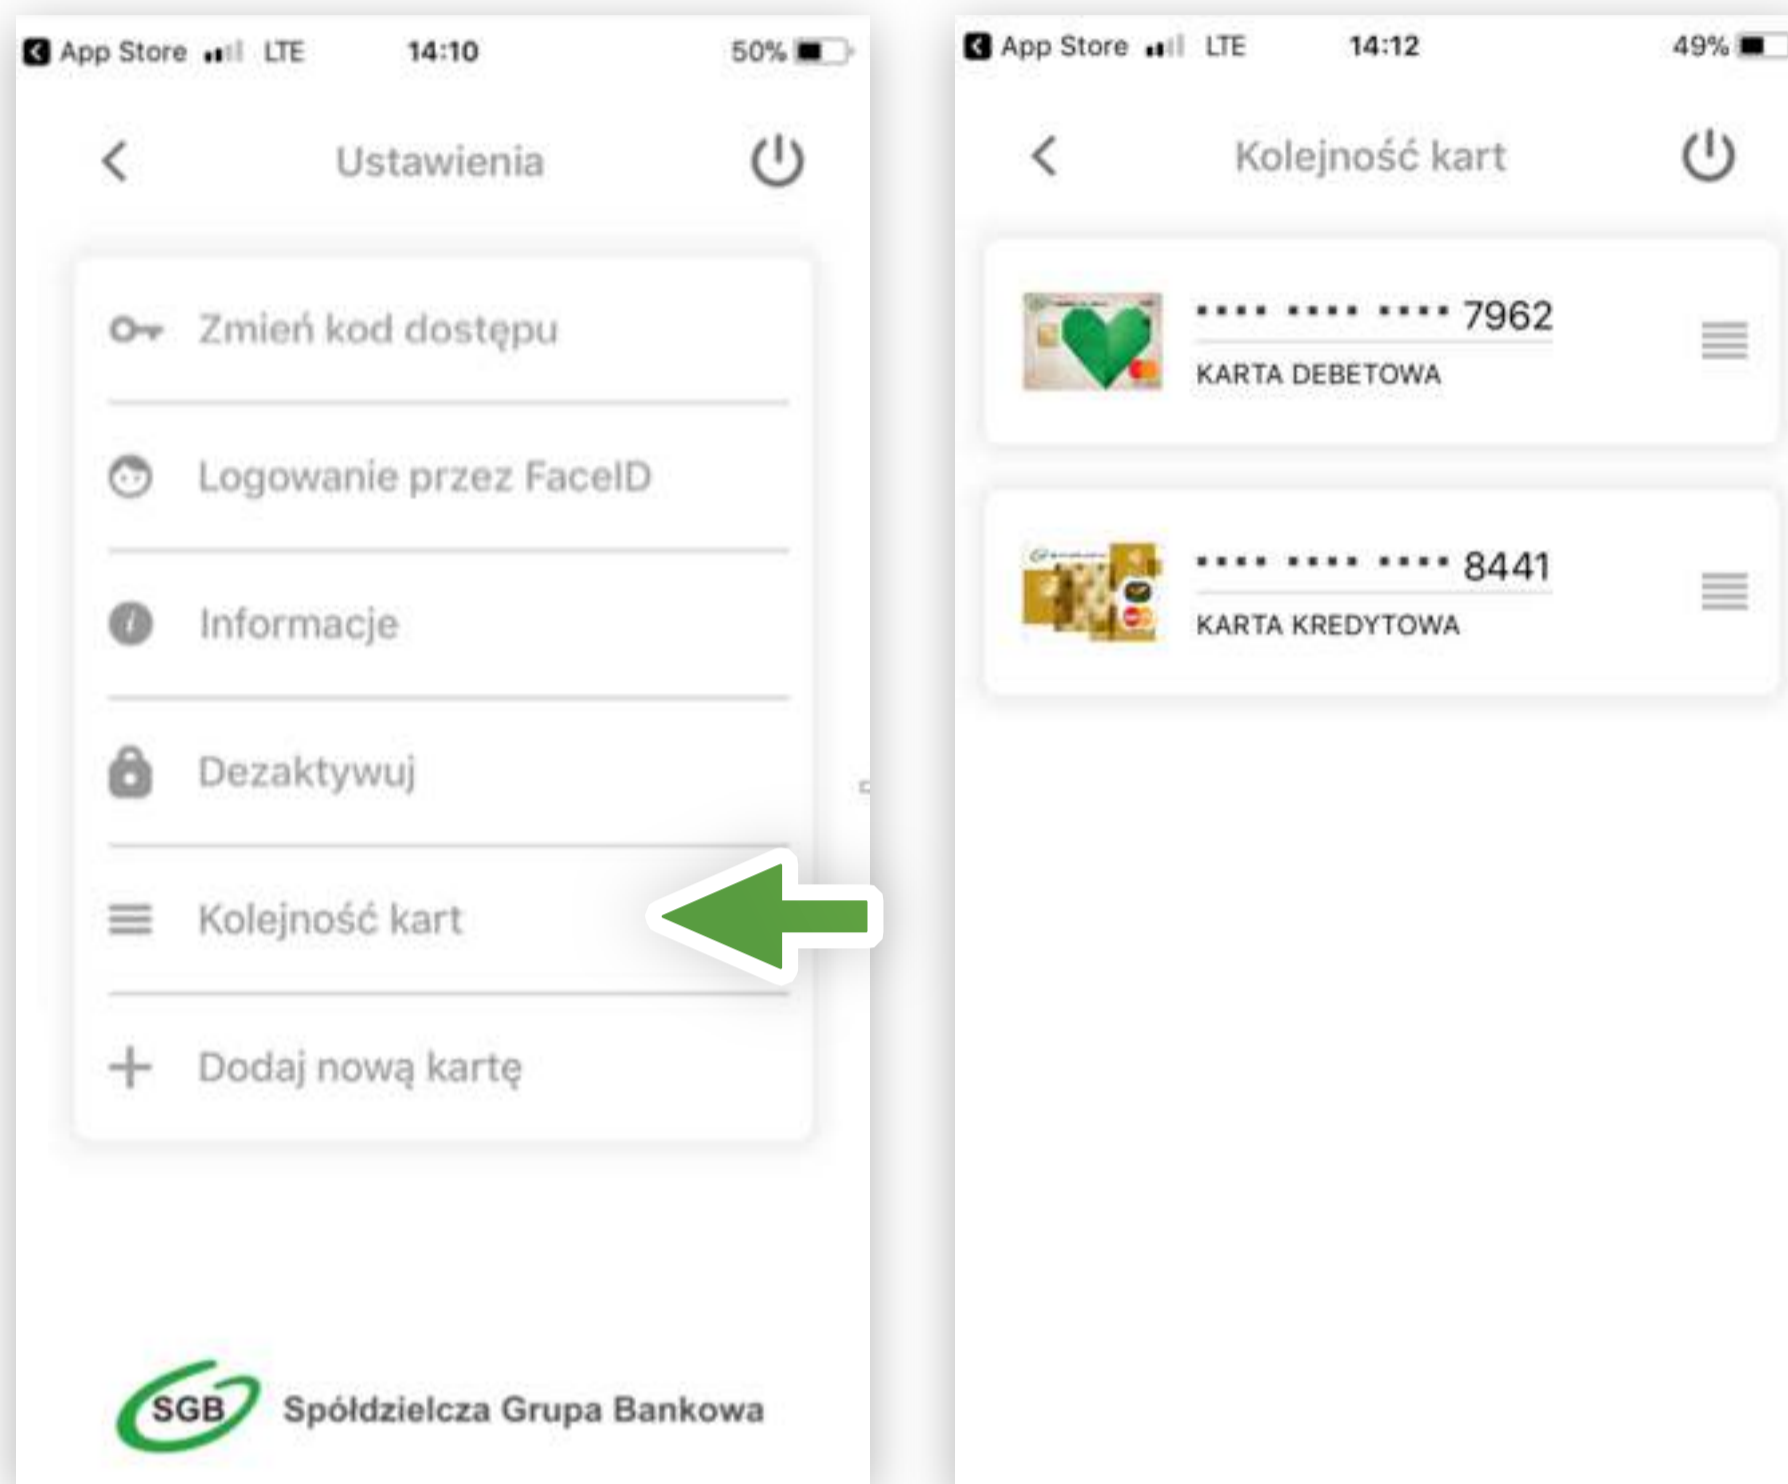 App Store LTE 14:10 50%
Ustawienia
Zmień kod dostępu
Logowanie przez FaceID
Informacje
Dezaktywuj
Kolejność kart
Dodaj nową kartę
SGB Spółdzielcza Grupa Bankowa
App Store LTE 14:12 49%
Kolejność kart
•••• •••• •••• 7962
KARTA DEBETOWA
•••• •••• •••• 8441
KARTA KREDYTOWA